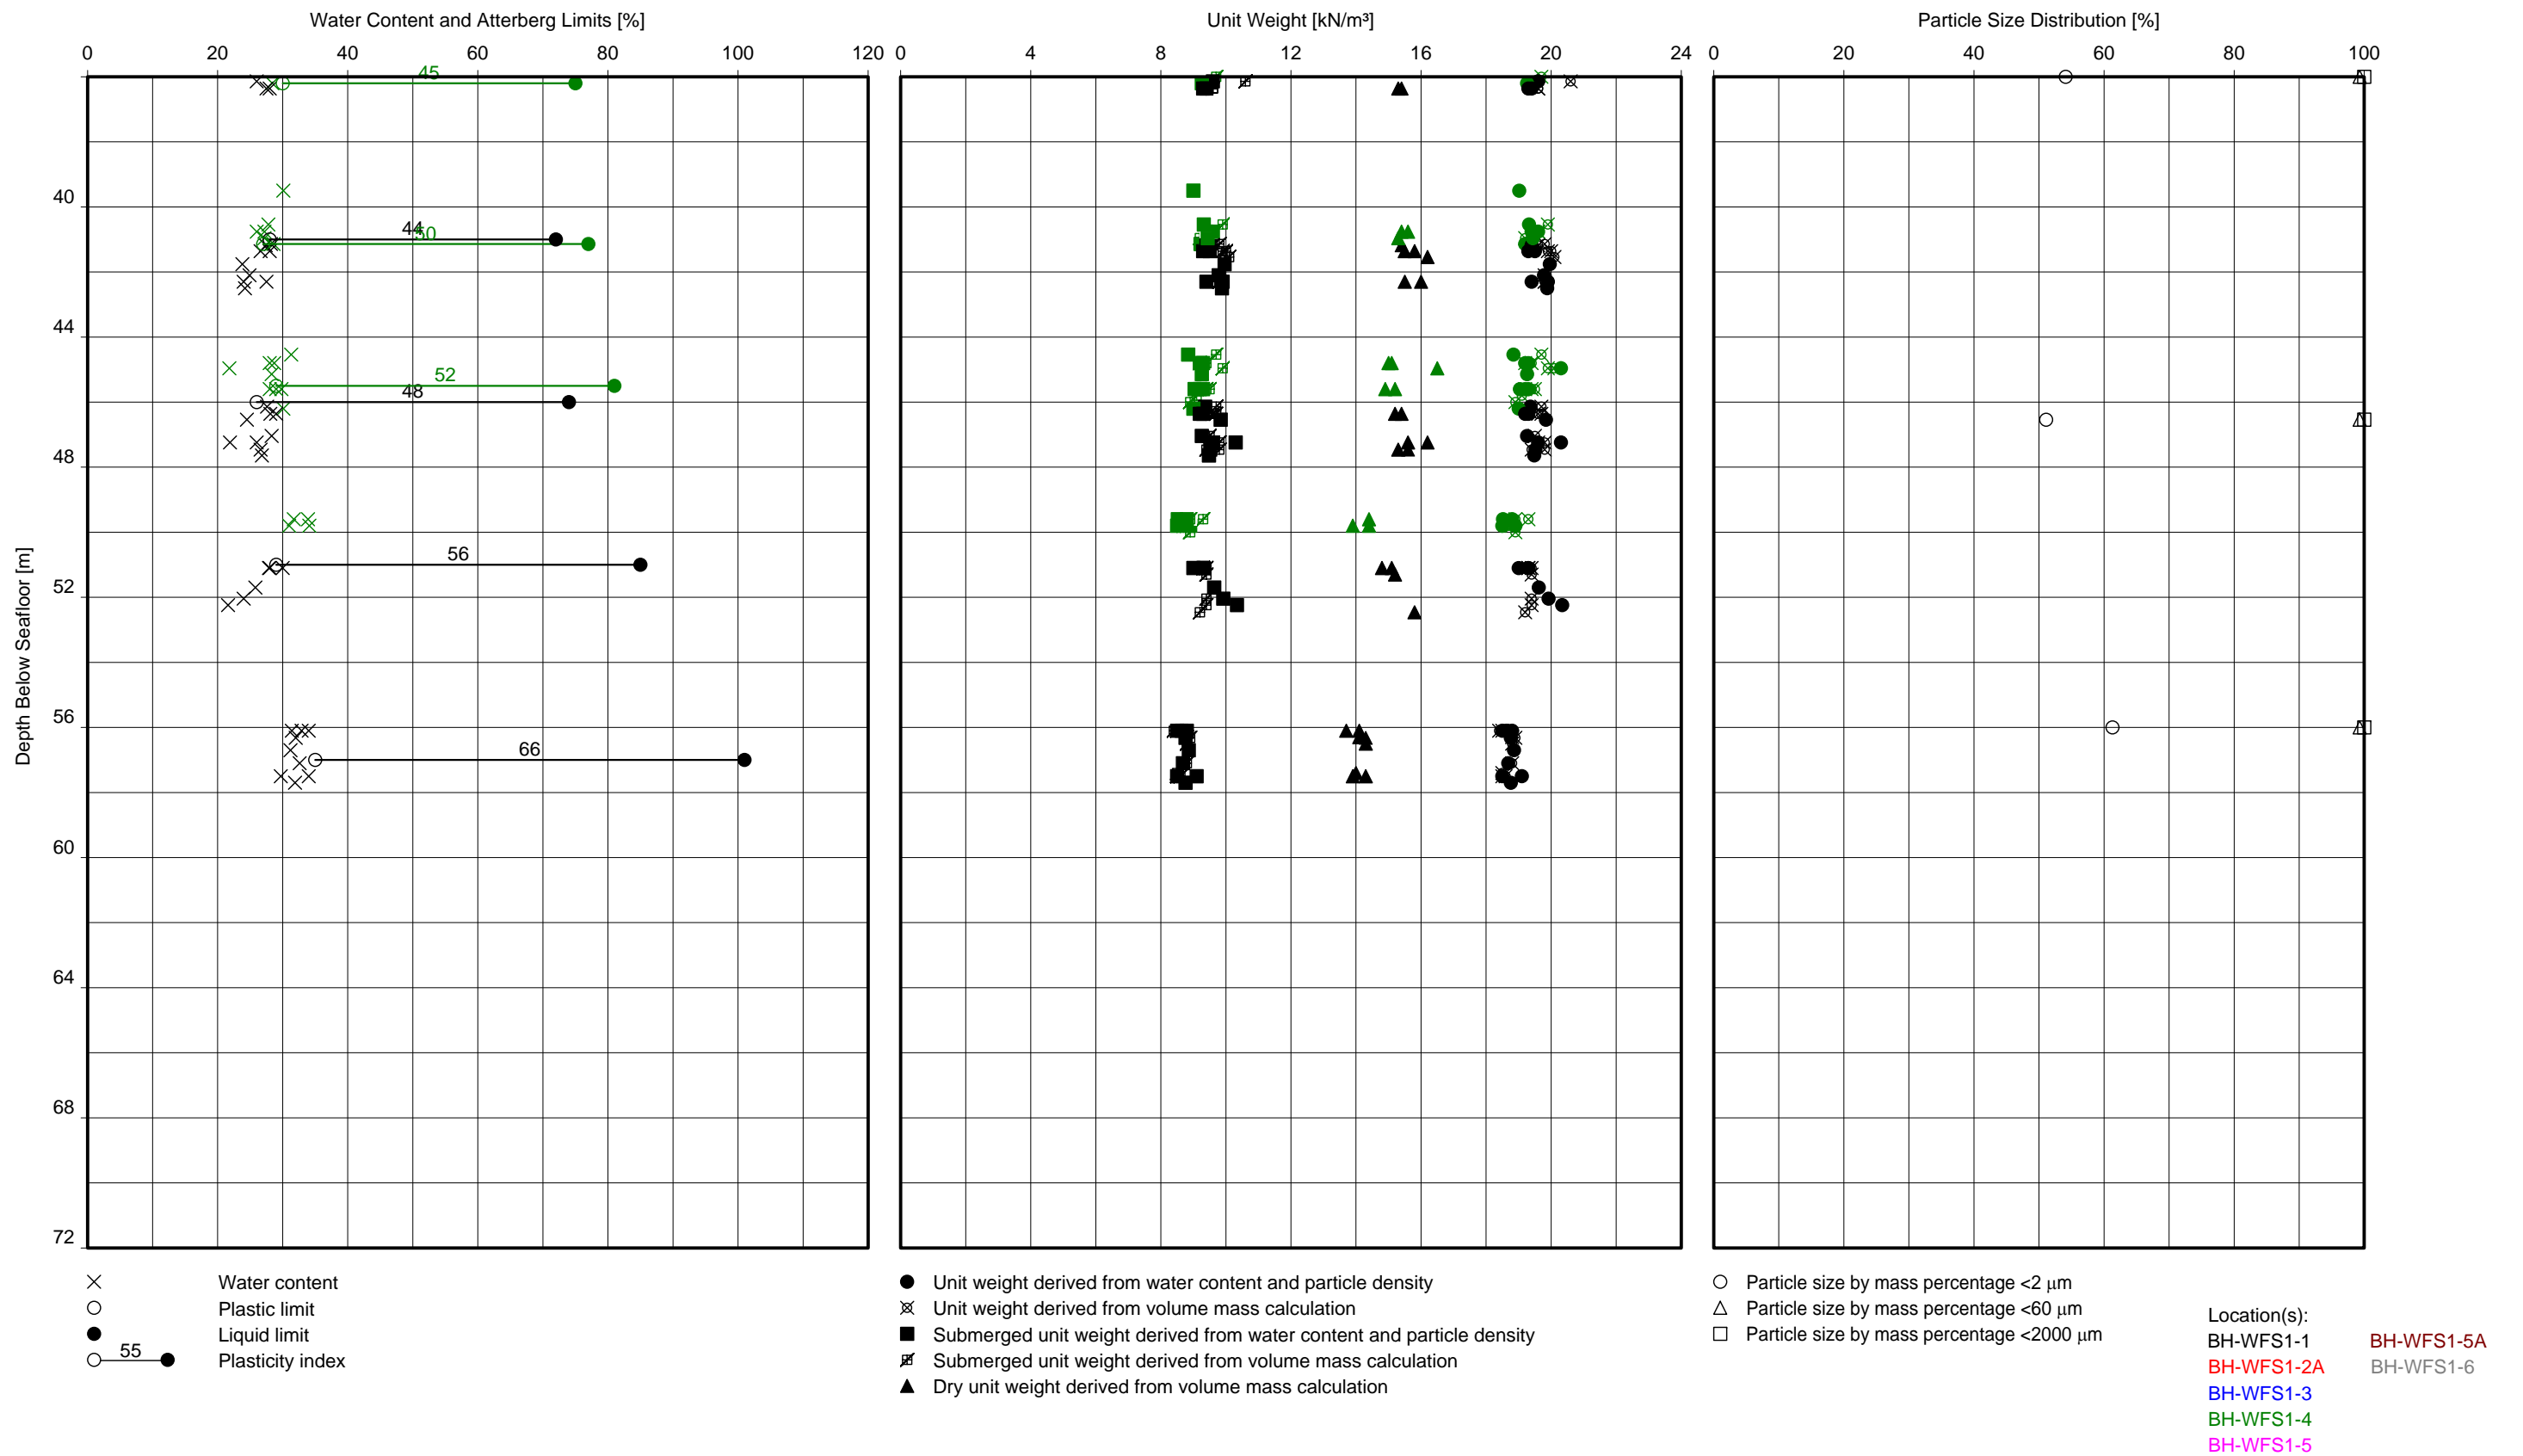 Water Content and Atterberg Limits [%]
Unit Weight [kN/m³]
Particle Size Distribution [%]
0 20 40 60 80 100 120
0 4 8 12 16 20 24
0 20 40 60 80 100
45
40
44
50
44
52
48
48
56
52
Depth Below Seafloor [m]
56
66
60
64
68
72
Water content
Plastic limit
Liquid limit
55
Plasticity index
Unit weight derived from water content and particle density
Unit weight derived from volume mass calculation
Submerged unit weight derived from water content and particle density
Submerged unit weight derived from volume mass calculation
Dry unit weight derived from volume mass calculation
Particle size by mass percentage <2 μm
Particle size by mass percentage <60 μm
Particle size by mass percentage <2000 μm
Location(s):
BH-WFS1-1 BH-WFS1-5A
BH-WFS1-2A BH-WFS1-6
BH-WFS1-3
BH-WFS1-4
BH-WFS1-5